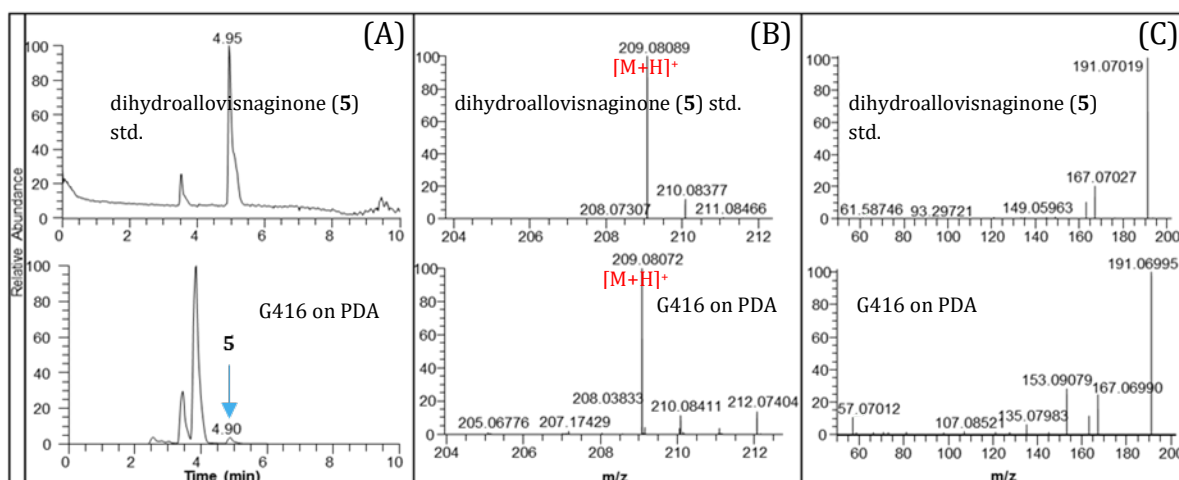 (A)
4.95
dihydroallovisnaginone (5)
std.
100
80
60
40
20
0
0 2 4 6 8 10
Relative Abundance
G416 on PDA
5
4.90
100
80
60
40
20
0
0 2 4 6 8 10
Time (min)
(B)
209.08089
[M+H]+
dihydroallovisnaginone (5) std.
210.08377
208.07307
211.08466
100
80
60
40
20
0
204 206 208 210 212
209.08072
[M+H]+
G416 on PDA
208.03833
212.07404
210.08411
205.06776
207.17429
100
80
60
40
20
0
204 206 208 210 212
m/z
(C)
191.07019
dihydroallovisnaginone (5)
std.
167.07027
149.05963
61.58746
93.29721
100
80
60
40
20
0
60 80 100 120 140 160 180 200
191.06995
G416 on PDA
153.09079
167.06990
57.07012
135.07983
107.08521
100
80
60
40
20
0
60 80 100 120 140 160 180 200
m/z